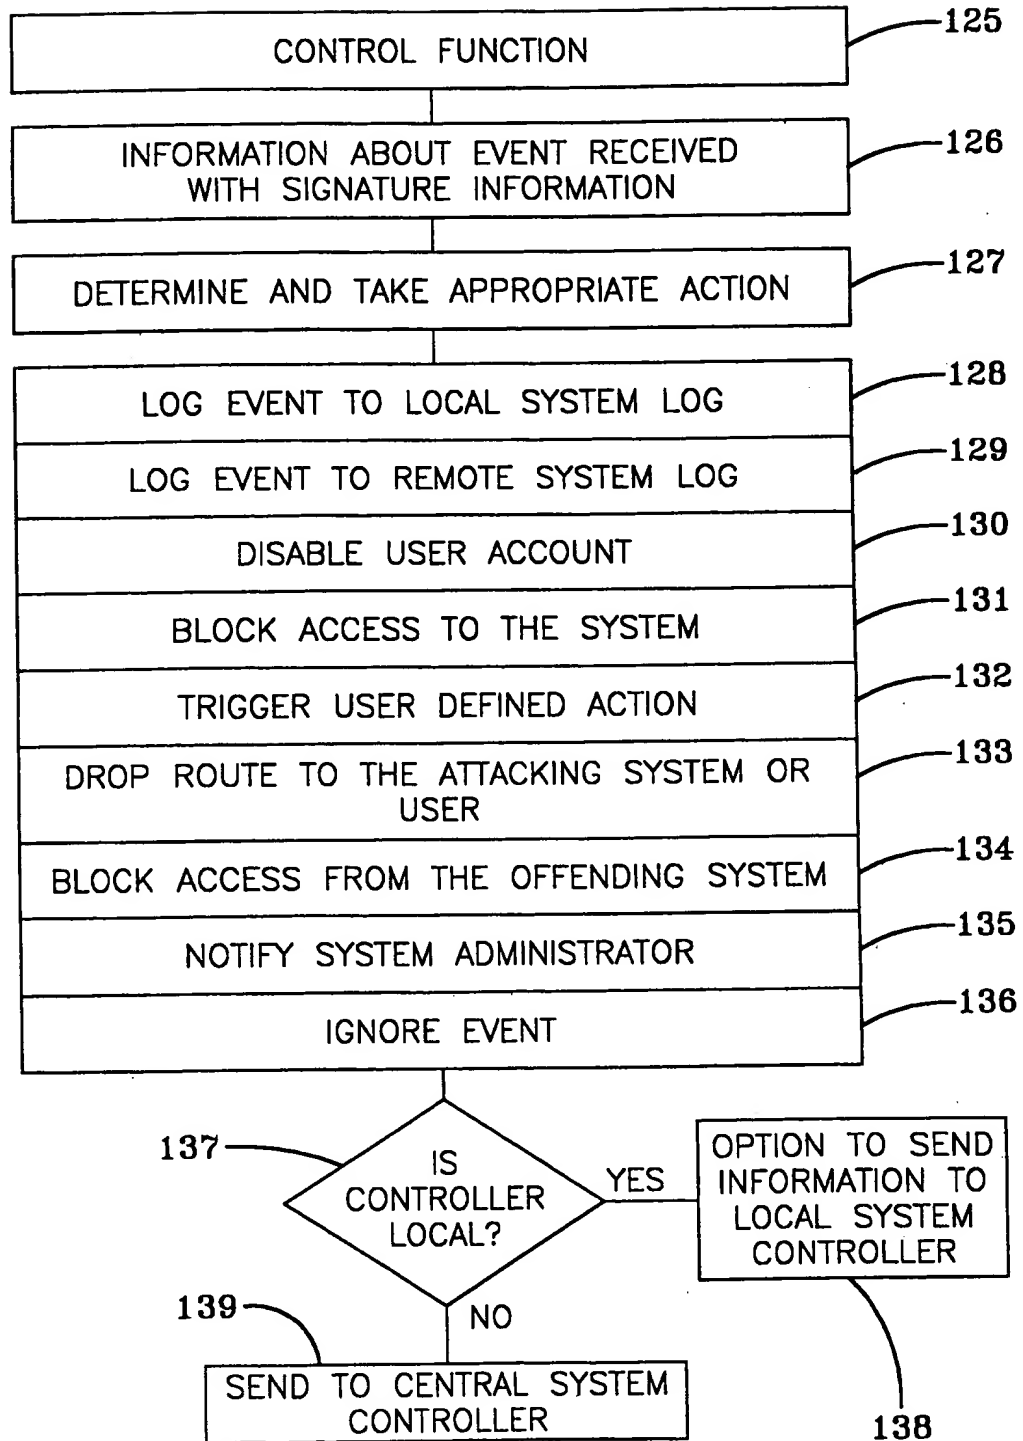 CONTROL FUNCTION
125
INFORMATION ABOUT EVENT RECEIVED
WITH SIGNATURE INFORMATION
126
DETERMINE AND TAKE APPROPRIATE ACTION
127
LOG EVENT TO LOCAL SYSTEM LOG
128
LOG EVENT TO REMOTE SYSTEM LOG
129
DISABLE USER ACCOUNT
130
BLOCK ACCESS TO THE SYSTEM
131
TRIGGER USER DEFINED ACTION
132
DROP ROUTE TO THE ATTACKING SYSTEM OR
USER
133
BLOCK ACCESS FROM THE OFFENDING SYSTEM
134
NOTIFY SYSTEM ADMINISTRATOR
135
IGNORE EVENT
136
137
IS
CONTROLLER
LOCAL?
YES
OPTION TO SEND
INFORMATION TO
LOCAL SYSTEM
CONTROLLER
138
NO
139
SEND TO CENTRAL SYSTEM
CONTROLLER